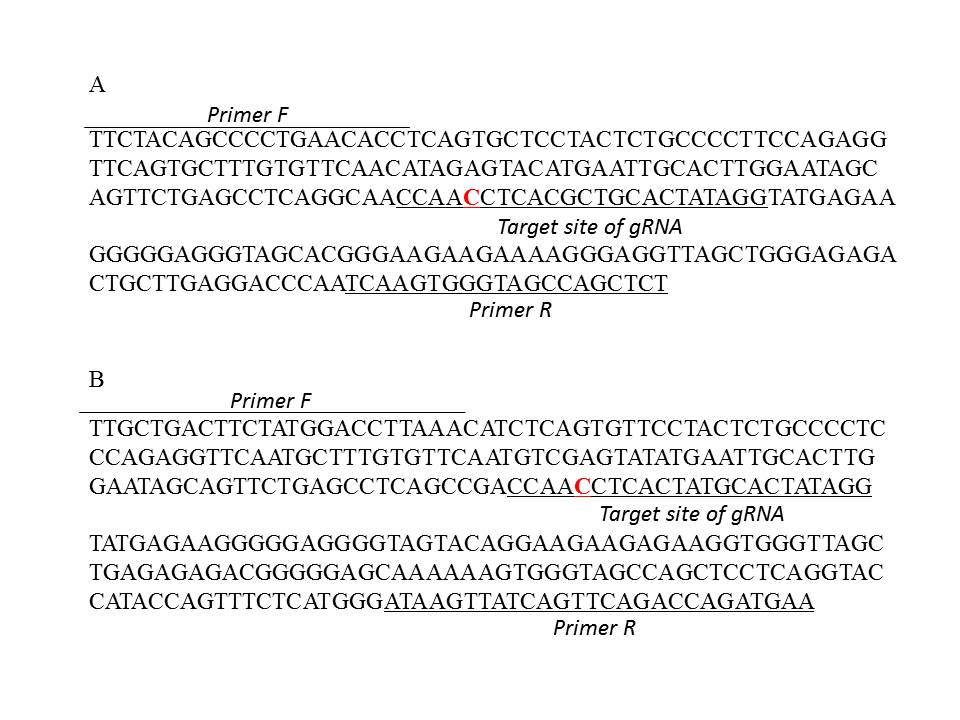 A
Primer F
TTCTACAGCCCCTGAACACCTCAGTGCTCCTACTCTGCCCCTTCCAGAGG
TTCAGTGCTTTGTGTTCAACATAGAGTACATGAATTGCACTTGGAATAGC
AGTTCTGAGCCTCAGGCAACCAACCTCACGCTGCACTATAGGTATGAGAA
Target site of gRNA
GGGGGAGGGTAGCACGGGAAGAAGAAAAGGGAGGTTAGCTGGGAGAGA
CTGCTTGAGGACCCAATCAAGTGGGTAGCCAGCTCT
Primer R
B
Primer F
TTGCTGACTTCTATGGACCTTAAACATCTCAGTGTTCCTACTCTGCCCCTC
CCAGAGGTTCAATGCTTTGTGTTCAATGTCGAGTATATGAATTGCACTTG
GAATAGCAGTTCTGAGCCTCAGCCGACCAACCTCACTATGCACTATAGG
Target site of gRNA
TATGAGAAGGGGGAGGGGTAGTACAGGAAGAAGAGAAGGTGGGTTAGC
TGAGAGAGACGGGGGAGCAAAAAAGTGGGTAGCCAGCTCCTCAGGTAC
CATACCAGTTTCTCATGGGATAAGTTATCAGTTCAGACCAGATGAA
Primer R